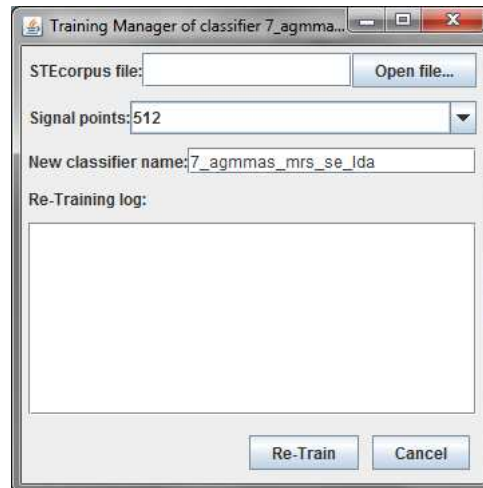 Training Manager of classifier 7_agmma...
STEcorpus file:
Open file...
Signal points: 512
New classifier name: 7_agmmas_mrs_se_lda
Re-Training log:
Re-Train
Cancel